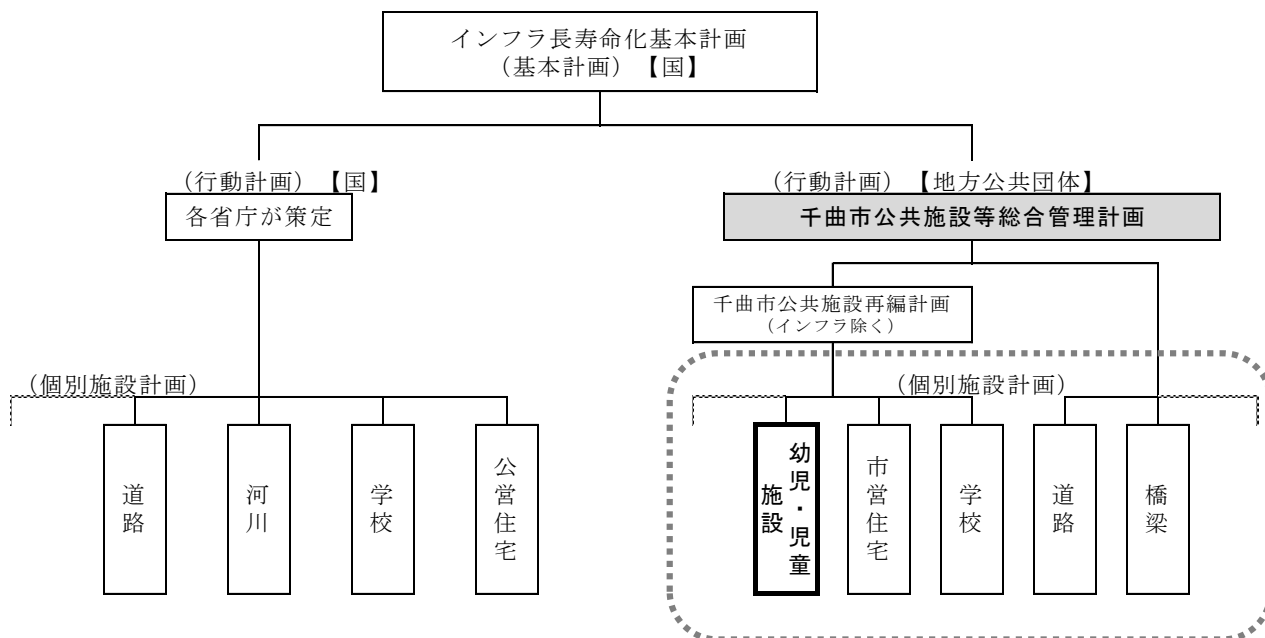 インフラ長寿命化基本計画
（基本計画）【国】
（行動計画）【国】
各省庁が策定
（行動計画）【地方公共団体】
千曲市公共施設等総合管理計画
千曲市公共施設再編計画
（インフラ除く）
（個別施設計画）
道路
河川
学校
公営住宅
（個別施設計画）
幼児・児童
施設
市営住宅
学校
道路
橋梁